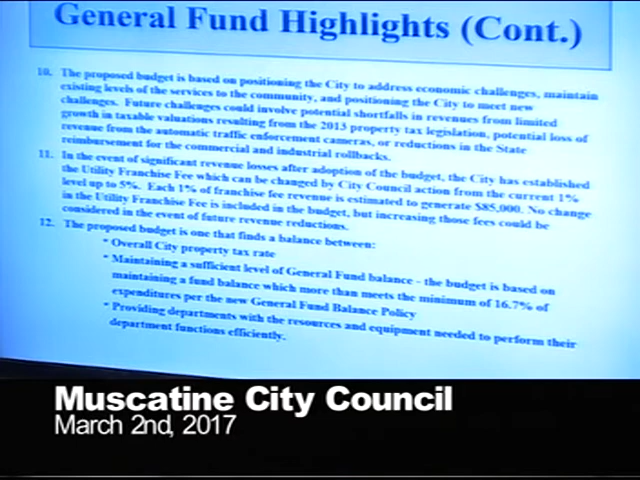 General Fund Highlights (Cont.)
10. The proposed budget is based on positioning the City to address economic challenges, maintain
existing levels of the services to the community, and positioning the City to meet new
challenges. Future challenges could involve potential shortfalls in revenues from limited
growth in taxable valuations resulting from the 2013 property tax legislation, potential loss of
revenue from the automatic traffic enforcement cameras, or reductions in the State
reimbursement for the commercial and industrial rollbacks.
11. In the event of significant revenue losses after adoption of the budget, the City has established
the Utility Franchise Fee which can be changed by City Council action from the current 1%
level up to 5%. Each 1% of franchise fee revenue is estimated to generate $85,000. No change
in the Utility Franchise Fee is included in the budget, but increasing those fees could be
considered in the event of future revenue reductions.
12. The proposed budget is one that finds a balance between:
* Overall City property tax rate
* Maintaining a sufficient level of General Fund balance - the budget is based on
maintaining a fund balance which more than meets the minimum of 16.7% of
expenditures per the new General Fund Balance Policy
* Providing departments with the resources and equipment needed to perform their
department functions efficiently.
Muscatine City Council
March 2nd, 2017